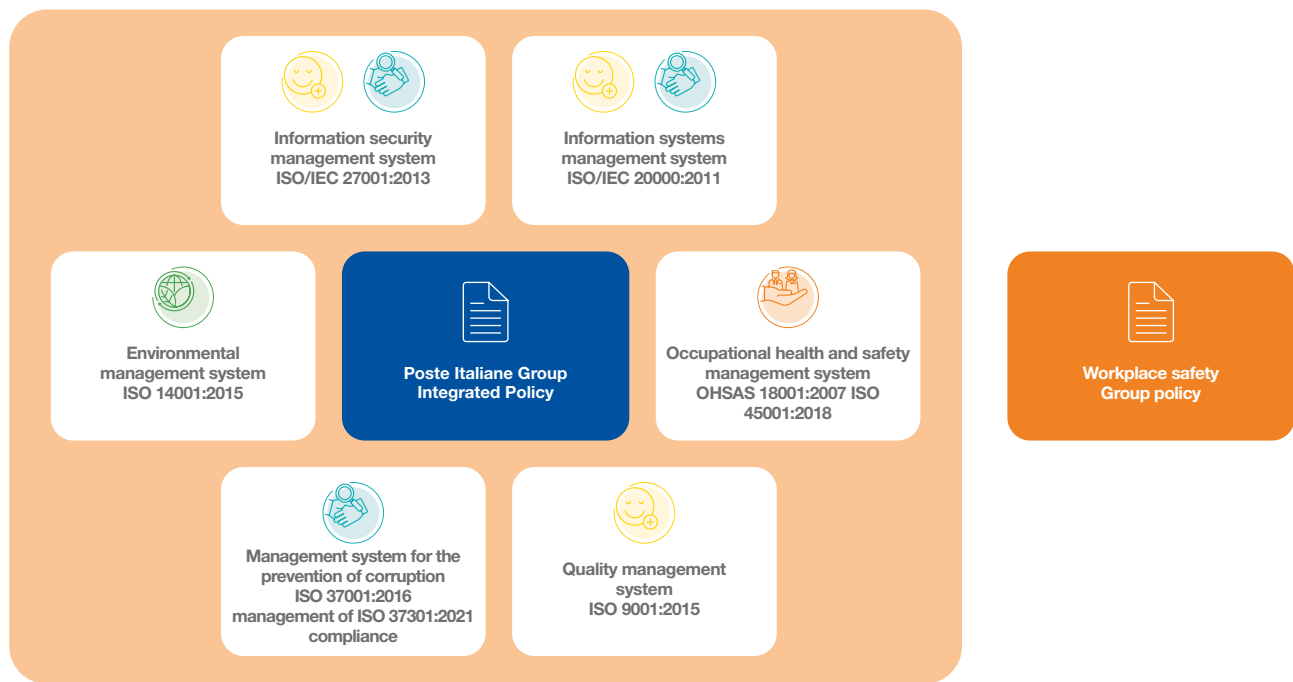 Information security
management system
ISO/IEC 27001:2013
Information systems
management system
ISO/IEC 20000:2011
Environmental
management system
ISO 14001:2015
Poste Italiane Group
Integrated Policy
Occupational health and safety
management system
OHSAS 18001:2007 ISO
45001:2018
Workplace safety
Group policy
Management system for the
prevention of corruption
ISO 37001:2016
management of ISO 37301:2021
compliance
Quality management
system
ISO 9001:2015